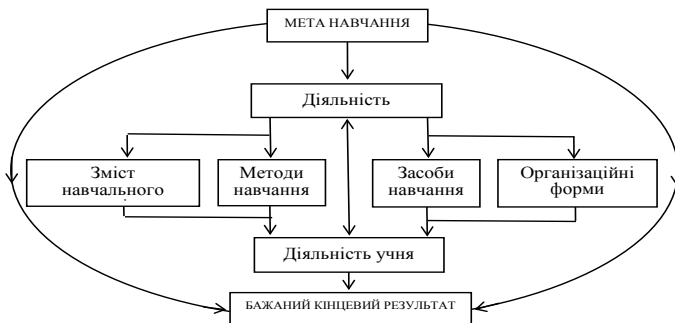 МЕТА НАВЧАННЯ
Діяльність
Зміст
навчального
Методи
навчання
Засоби
навчання
Організаційні
форми
Діяльність учня
БАЖАНИЙ КІНЦЕВИЙ РЕЗУЛЬТАТ